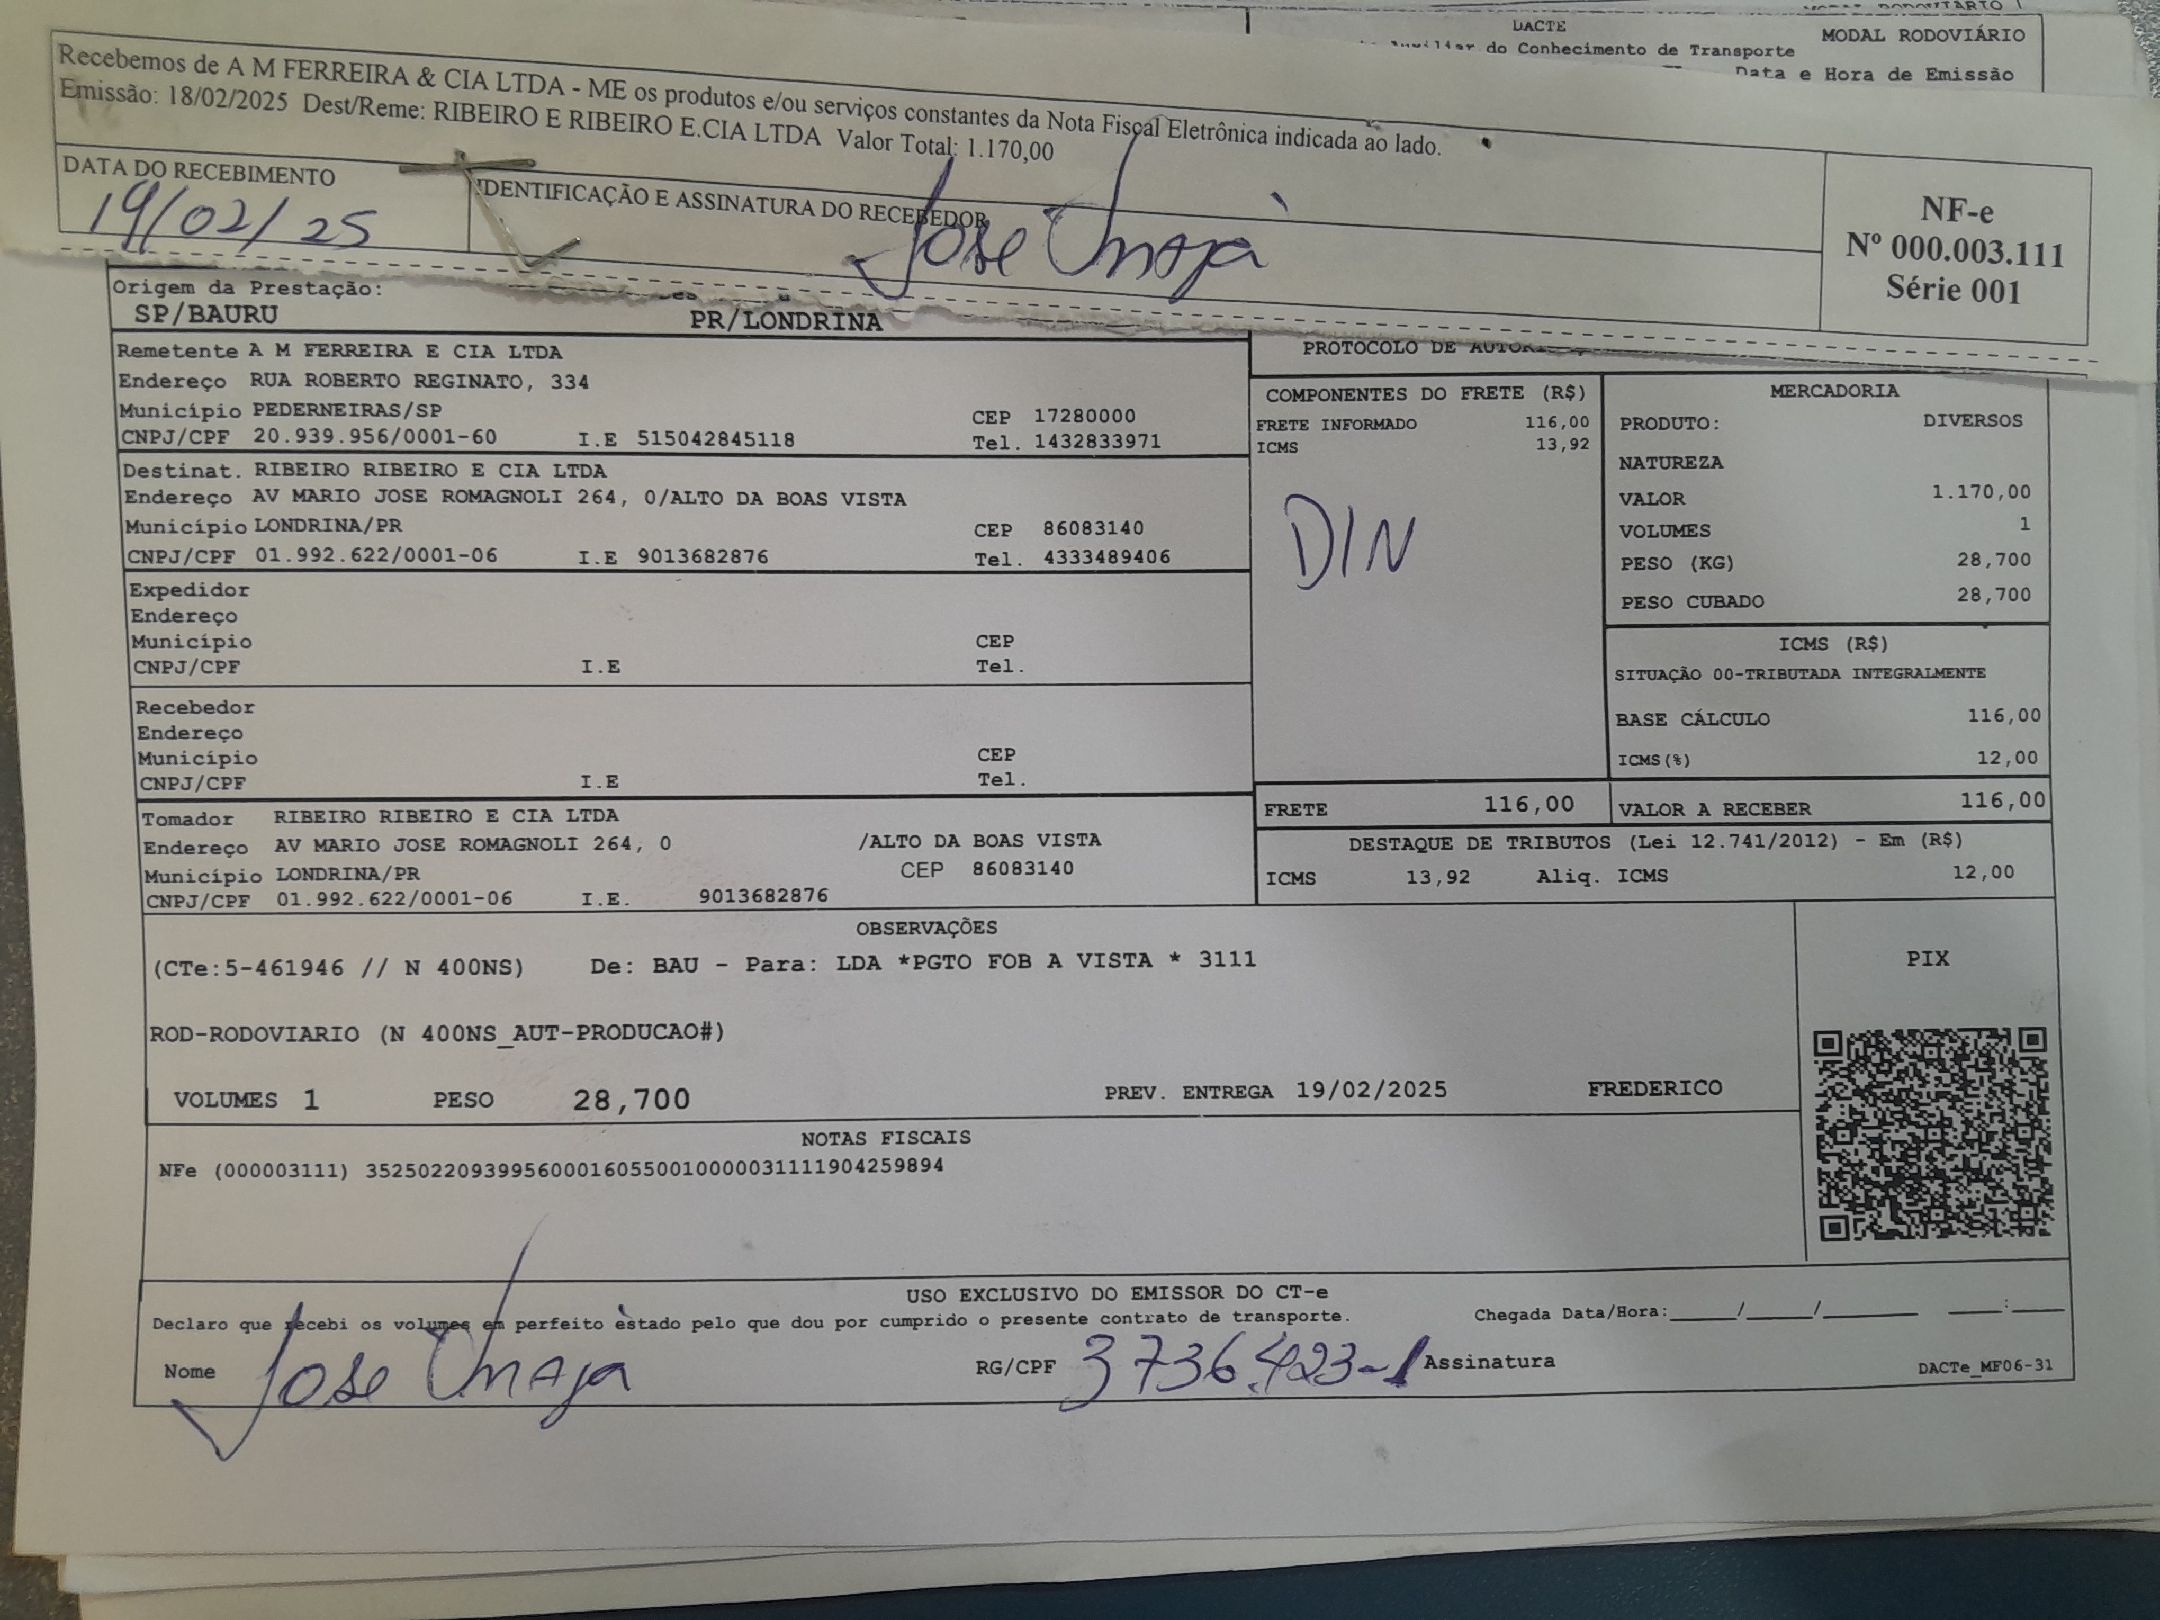 DACTE
MODAL RODOVIÁRIO
do Conhecimento de Transporte
Data e Hora de Emissão
Recebemos de A M FERREIRA & CIA LTDA - ME os produtos e/ou serviços constantes da Nota Fiscal Eletrônica indicada ao lado.
Emissão: 18/02/2025 Dest/Reme: RIBEIRO E RIBEIRO E.CIA LTDA Valor Total: 1.170,00
DATA DO RECEBIMENTO
19/02/25
IDENTIFICAÇÃO E ASSINATURA DO RECEBEDOR
Jose
NF-e
Nº 000.003.111
Série 001
Origem da Prestação:
SP/BAURU PR/LONDRINA
Remetente A M FERREIRA E CIA LTDA
Endereço RUA ROBERTO REGINATO, 334
Município PEDERNEIRAS/SP CEP 17280000
CNPJ/CPF 20.939.956/0001-60 I.E 515042845118 Tel. 1432833971
Destinat. RIBEIRO RIBEIRO E CIA LTDA
Endereço AV MARIO JOSE ROMAGNOLI 264, 0/ALTO DA BOAS VISTA
Município LONDRINA/PR CEP 86083140
CNPJ/CPF 01.992.622/0001-06 I.E 9013682876 Tel. 4333489406
Expedidor
Endereço
Município CEP
CNPJ/CPF I.E Tel.
Recebedor
Endereço
Município CEP
CNPJ/CPF I.E Tel.
Tomador RIBEIRO RIBEIRO E CIA LTDA
Endereço AV MARIO JOSE ROMAGNOLI 264, 0 /ALTO DA BOAS VISTA
Município LONDRINA/PR CEP 86083140
CNPJ/CPF 01.992.622/0001-06 I.E. 9013682876
PROTOCOLO DE
COMPONENTES DO FRETE (R$)
FRETE INFORMADO 116,00
ICMS 13,92
DIN
MERCADORIA
PRODUTO: DIVERSOS
NATUREZA
VALOR 1.170,00
VOLUMES 1
PESO (KG) 28,700
PESO CUBADO 28,700
ICMS (R$)
SITUAÇÃO 00-TRIBUTADA INTEGRALMENTE
BASE CÁLCULO 116,00
ICMS(%) 12,00
FRETE 116,00 VALOR A RECEBER 116,00
DESTAQUE DE TRIBUTOS (Lei 12.741/2012) - Em (R$)
ICMS 13,92 Aliq. ICMS 12,00
OBSERVAÇÕES
(CTe:5-461946 // N 400NS) De: BAU - Para: LDA *PGTO FOB A VISTA * 3111
ROD-RODOVIARIO (N 400NS_AUT-PRODUCAO#)
VOLUMES 1 PESO 28,700 PREV. ENTREGA 19/02/2025 FREDERICO
PIX
NOTAS FISCAIS
NFe (000003111) 35250220939956000160550010000031111904259894
USO EXCLUSIVO DO EMISSOR DO CT-e
Declaro que recebi os volumes em perfeito estado pelo que dou por cumprido o presente contrato de transporte. Chegada Data/Hora:____/____/______ ___:___
Nome Jose RG/CPF 3736.423-1 Assinatura
DACTe_MF06-31